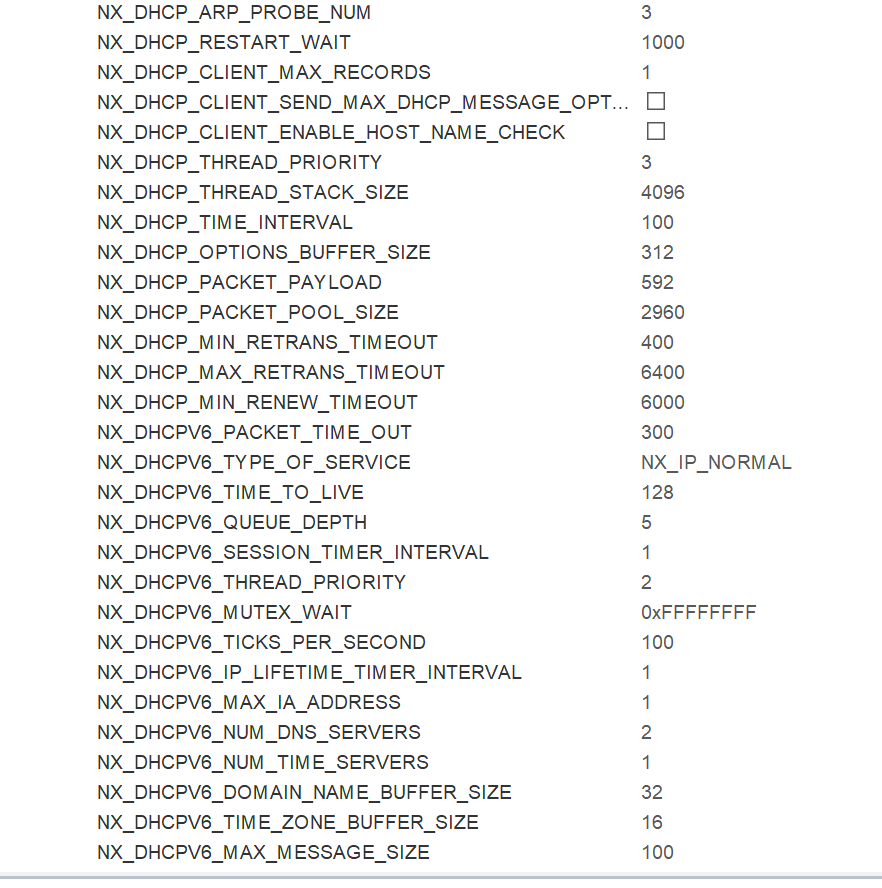 NX_DHCP_ARP_PROBE_NUM 3
NX_DHCP_RESTART_WAIT 1000
NX_DHCP_CLIENT_MAX_RECORDS 1
NX_DHCP_CLIENT_SEND_MAX_DHCP_MESSAGE_OPT...
NX_DHCP_CLIENT_ENABLE_HOST_NAME_CHECK
NX_DHCP_THREAD_PRIORITY 3
NX_DHCP_THREAD_STACK_SIZE 4096
NX_DHCP_TIME_INTERVAL 100
NX_DHCP_OPTIONS_BUFFER_SIZE 312
NX_DHCP_PACKET_PAYLOAD 592
NX_DHCP_PACKET_POOL_SIZE 2960
NX_DHCP_MIN_RETRANS_TIMEOUT 400
NX_DHCP_MAX_RETRANS_TIMEOUT 6400
NX_DHCP_MIN_RENEW_TIMEOUT 6000
NX_DHCPV6_PACKET_TIME_OUT 300
NX_DHCPV6_TYPE_OF_SERVICE NX_IP_NORMAL
NX_DHCPV6_TIME_TO_LIVE 128
NX_DHCPV6_QUEUE_DEPTH 5
NX_DHCPV6_SESSION_TIMER_INTERVAL 1
NX_DHCPV6_THREAD_PRIORITY 2
NX_DHCPV6_MUTEX_WAIT 0xFFFFFFFF
NX_DHCPV6_TICKS_PER_SECOND 100
NX_DHCPV6_IP_LIFETIME_TIMER_INTERVAL 1
NX_DHCPV6_MAX_IA_ADDRESS 1
NX_DHCPV6_NUM_DNS_SERVERS 2
NX_DHCPV6_NUM_TIME_SERVERS 1
NX_DHCPV6_DOMAIN_NAME_BUFFER_SIZE 32
NX_DHCPV6_TIME_ZONE_BUFFER_SIZE 16
NX_DHCPV6_MAX_MESSAGE_SIZE 100